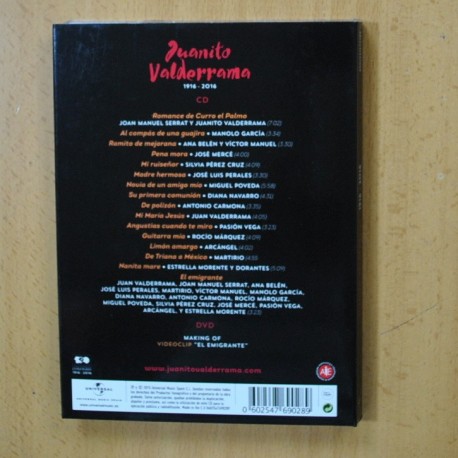 Juanito
Valderrama
1916 - 2016
CD
Romance de Curro el Palmo
JOAN MANUEL SERRAT Y JUANITO VALDERRAMA (7:02)
Al compás de una guajira • MANOLO GARCÍA (3:34)
Ramito de mejorana • ANA BELÉN Y VÍCTOR MANUEL (3:30)
Pena mora • JOSÉ MERCÉ (4:00)
Mi ruiseñor • SILVIA PÉREZ CRUZ (4:09)
Madre hermosa • JOSÉ LUIS PERALES (3:30)
Novia de un amigo mío • MIGUEL POVEDA (5:58)
Su primera comunión • DIANA NAVARRO (4:31)
De polizón • ANTONIO CARMONA (3:35)
Mi María Jesús • JUAN VALDERRAMA (4:05)
Angustias cuando te miro • PASIÓN VEGA (3:23)
Guitarra mía • ROCÍO MÁRQUEZ (4:09)
Limón amargo • ARCÁNGEL (4:02)
De Triana a México • MARTIRIO (4:51)
Nanita mare • ESTRELLA MORENTE Y DORANTES (5:09)
El emigrante
JUAN VALDERRAMA, JOAN MANUEL SERRAT, ANA BELÉN,
JOSÉ LUIS PERALES, MARTIRIO, VÍCTOR MANUEL, MANOLO GARCÍA,
DIANA NAVARRO, ANTONIO CARMONA, ROCÍO MÁRQUEZ,
MIGUEL POVEDA, SILVIA PÉREZ CRUZ, JOSÉ MERCÉ, PASIÓN VEGA,
ARCÁNGEL, Y ESTRELLA MORENTE (3:23)
DVD
MAKING OF
VIDEOCLIP "EL EMIGRANTE"
www.juanitovalderrama.com
UNIVERSAL
0 602547 690289